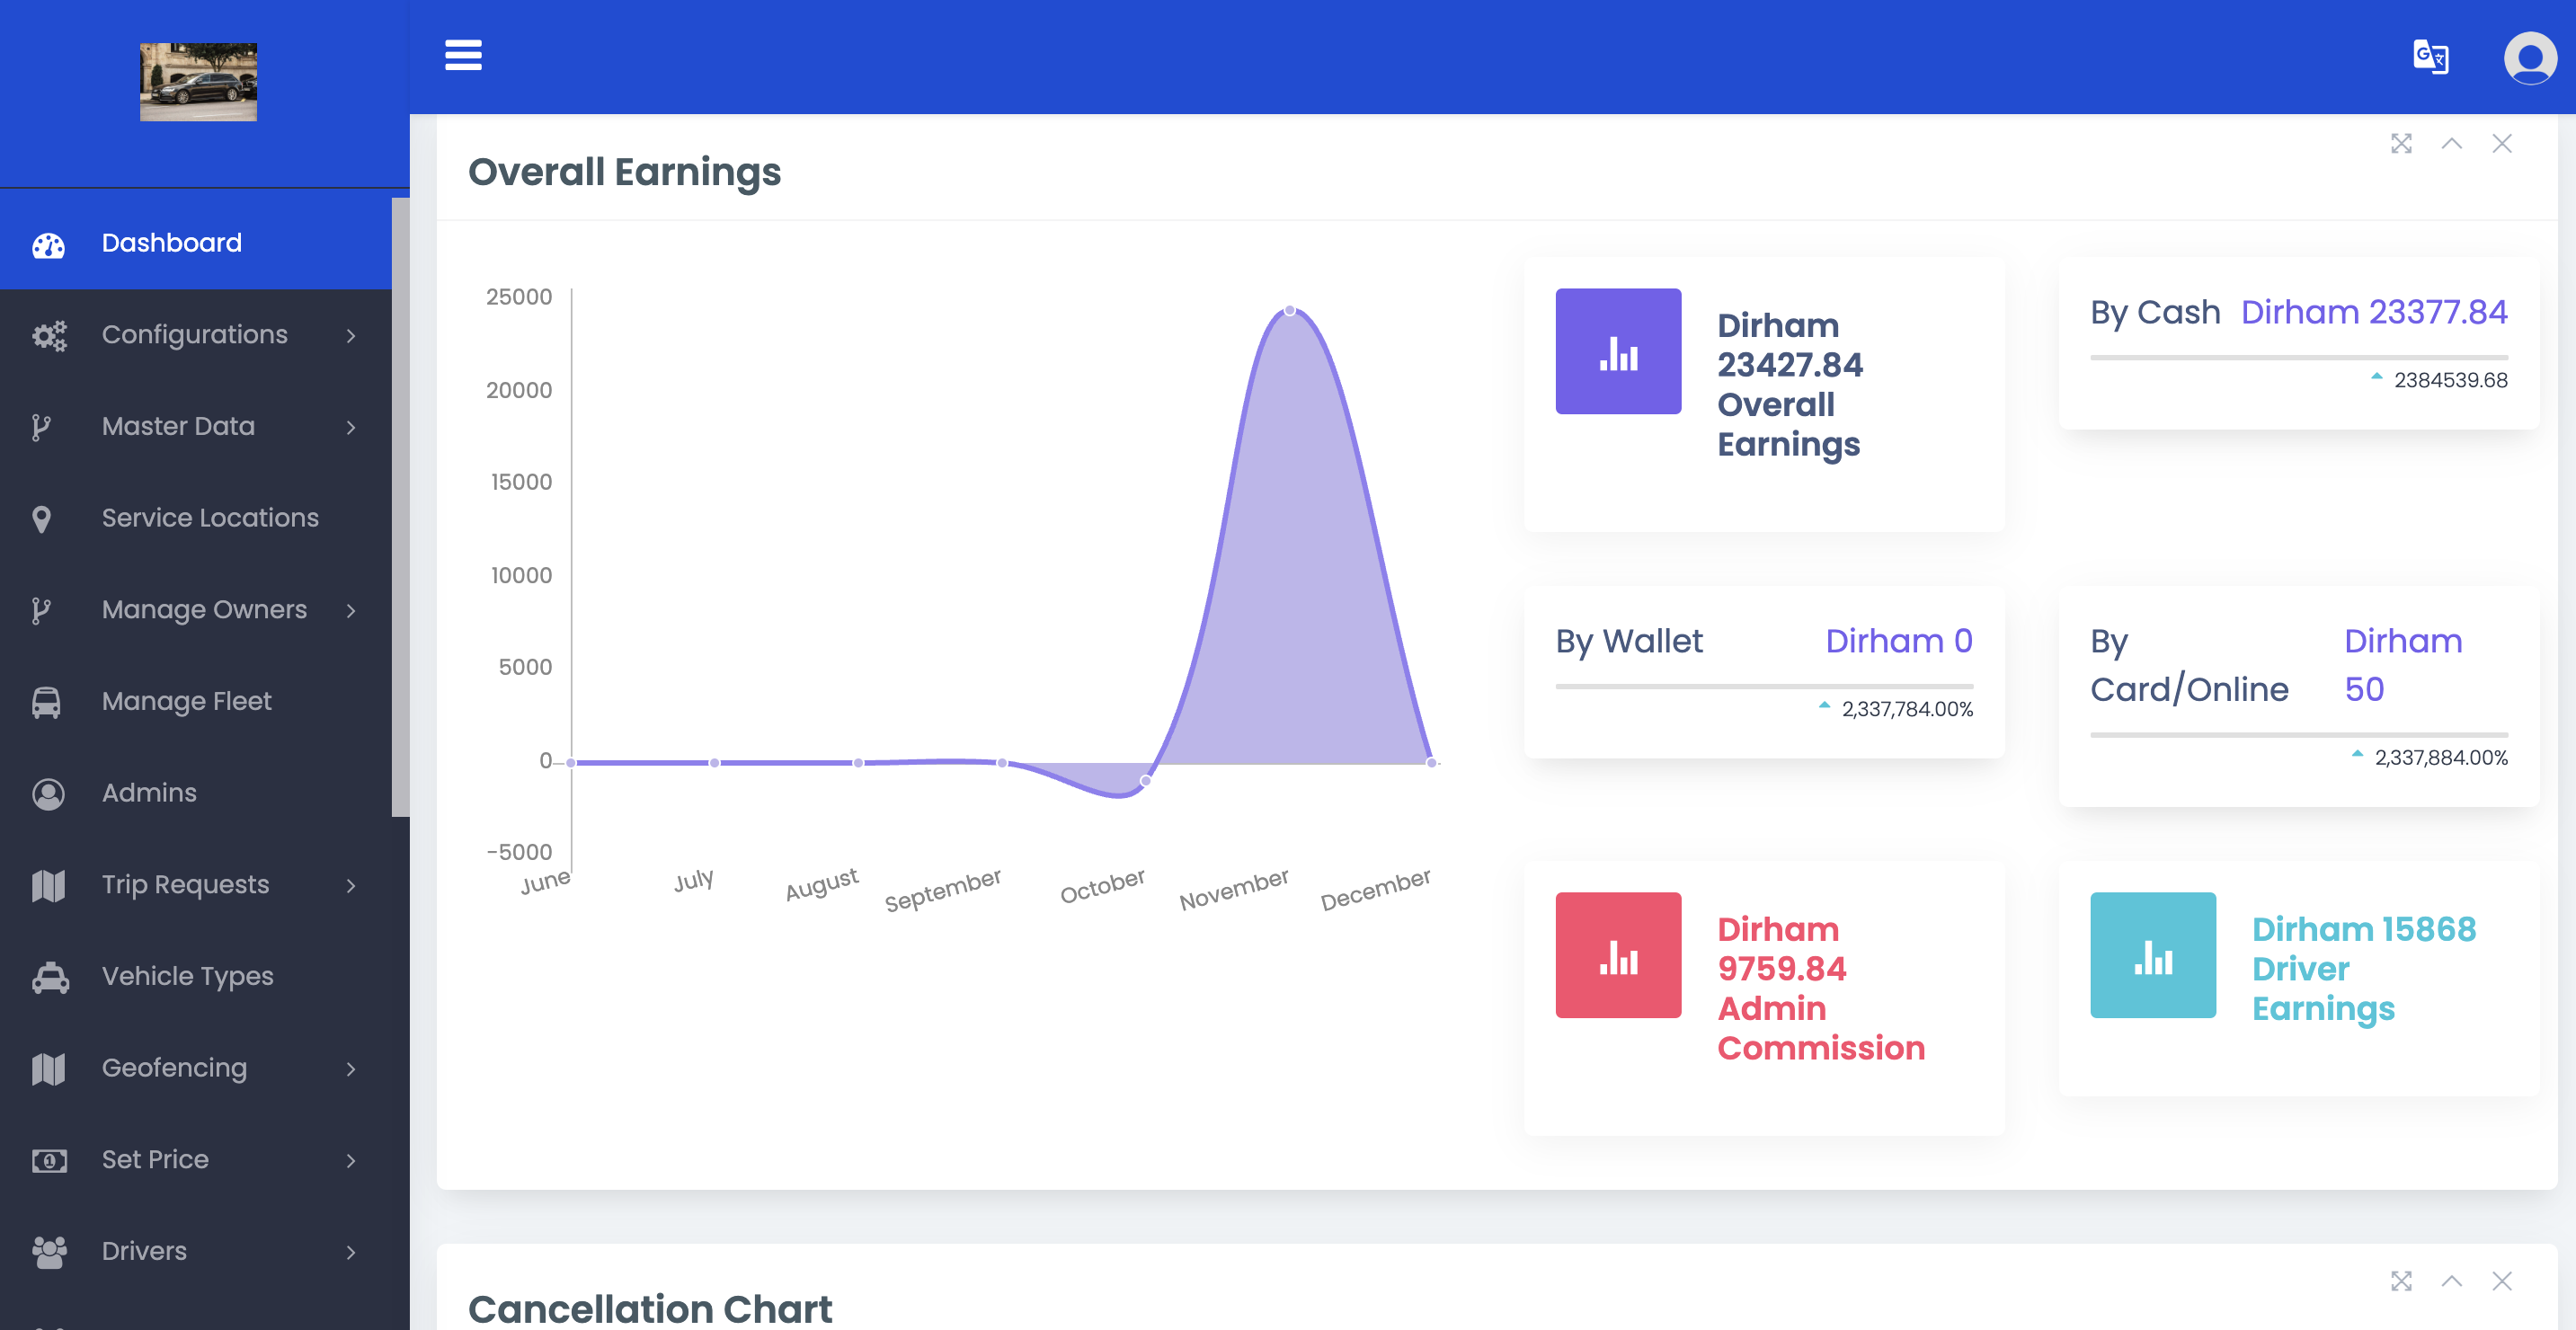 Dashboard
Configurations
Master Data
Service Locations
Manage Owners
Manage Fleet
Admins
Trip Requests
Vehicle Types
Geofencing
Set Price
Drivers
Overall Earnings
25000
20000
15000
10000
5000
0
-5000
June
July
August
September
October
November
December
Dirham
23427.84
Overall
Earnings
By Cash Dirham 23377.84
2384539.68
By Wallet Dirham 0
2,337,784.00%
By Dirham
Card/Online 50
2,337,884.00%
Dirham
9759.84
Admin
Commission
Dirham 15868
Driver
Earnings
Cancellation Chart